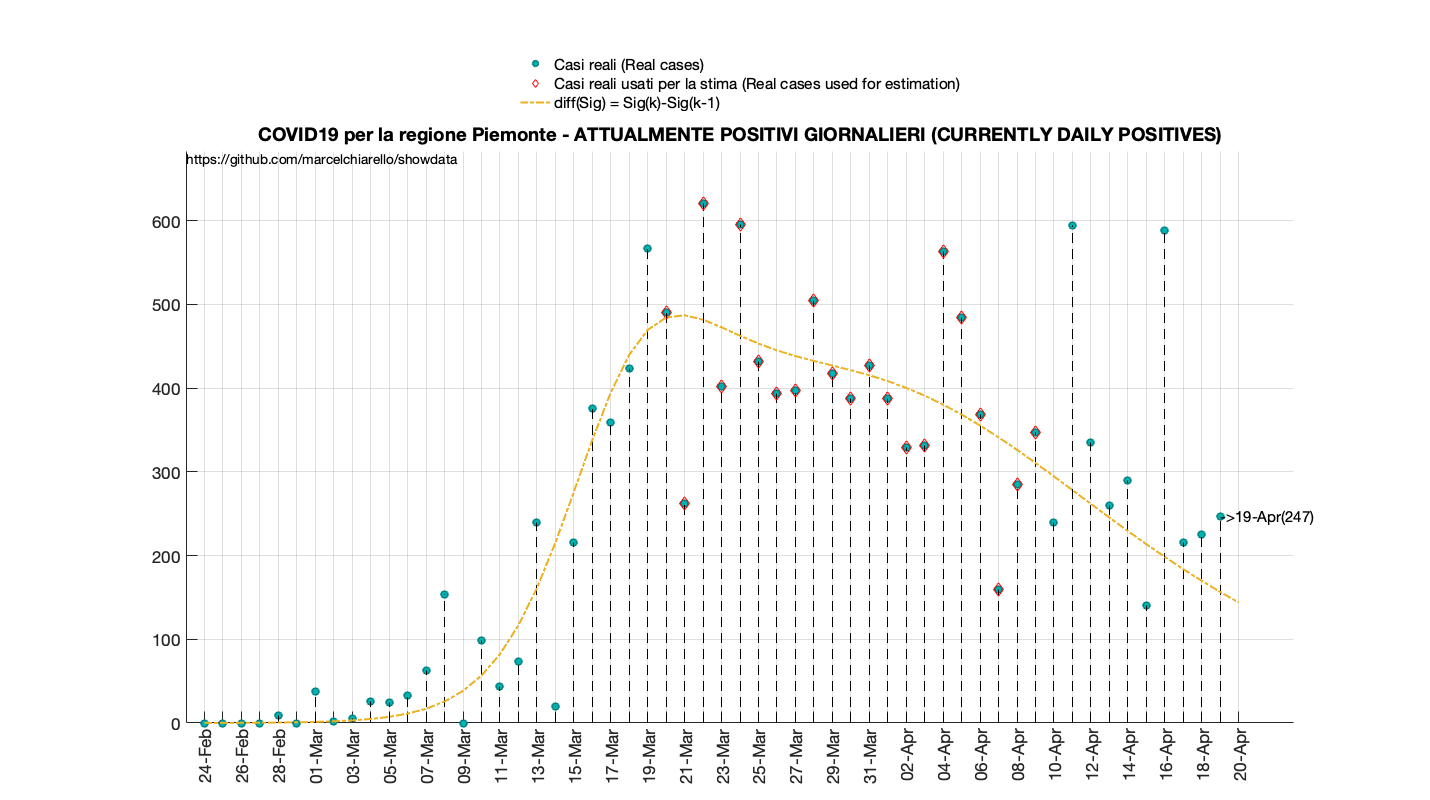 Casi reali (Real cases)
Casi reali usati per la stima (Real cases used for estimation)
diff(Sig) = Sig(k)-Sig(k-1)
COVID19 per la regione Piemonte - ATTUALMENTE POSITIVI GIORNALIERI (CURRENTLY DAILY POSITIVES)
https://github.com/marcelchiarello/showdata
600
500
400
300
200
100
0
->19-Apr(247)
24-Feb
26-Feb
28-Feb
01-Mar
03-Mar
05-Mar
07-Mar
09-Mar
11-Mar
13-Mar
15-Mar
17-Mar
19-Mar
21-Mar
23-Mar
25-Mar
27-Mar
29-Mar
31-Mar
02-Apr
04-Apr
06-Apr
08-Apr
10-Apr
12-Apr
14-Apr
16-Apr
18-Apr
20-Apr